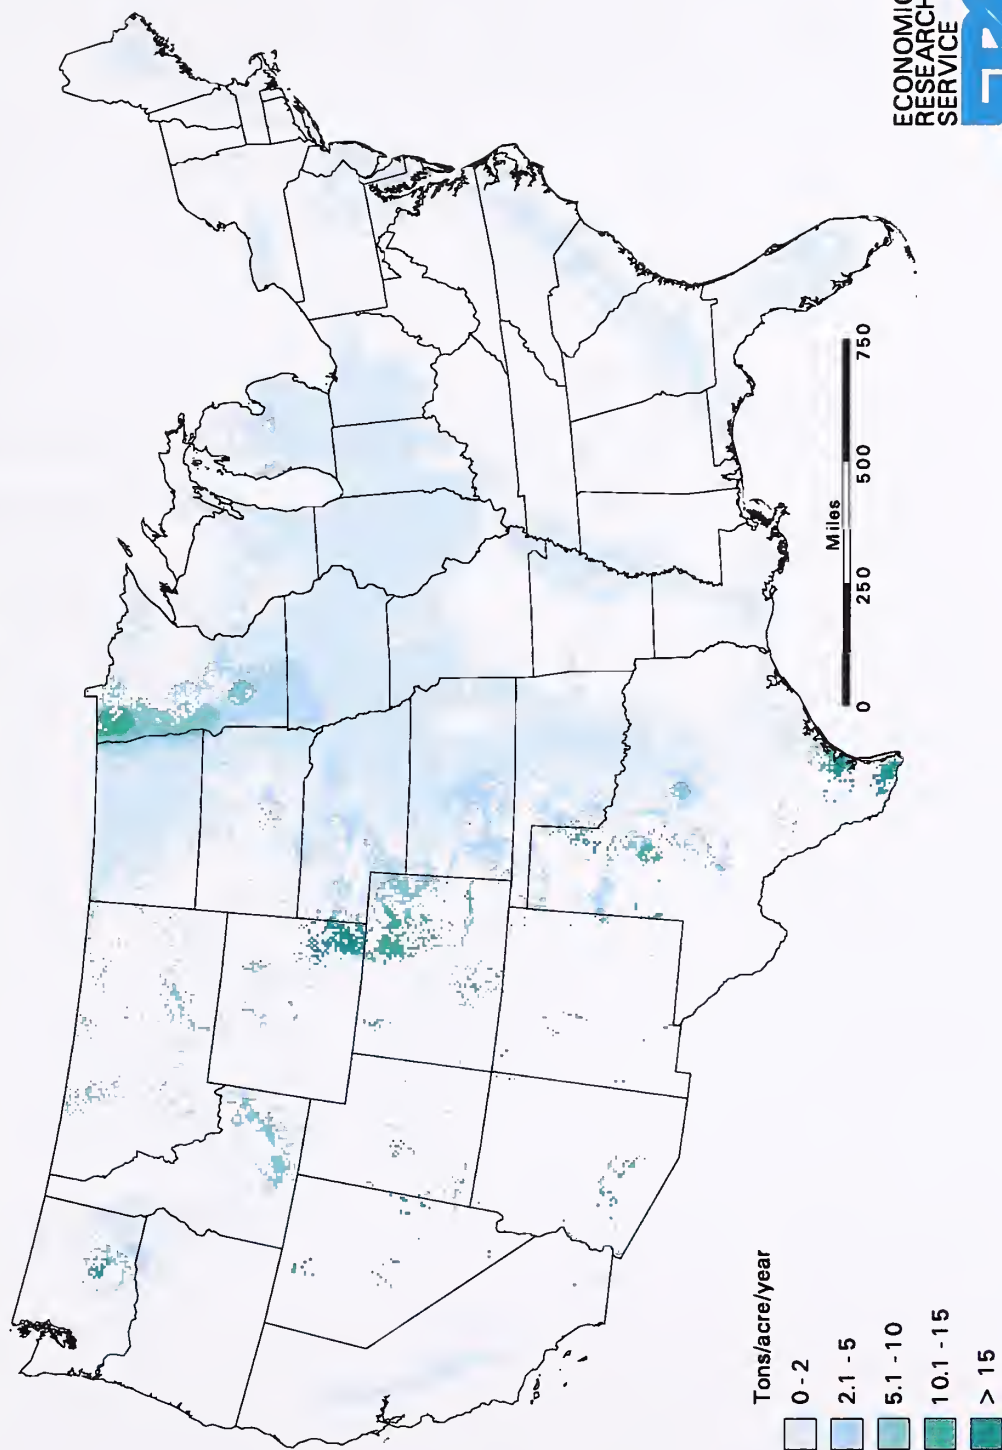 Tons/acre/year
0 - 2
2.1 - 5
5.1 - 10
10.1 - 15
> 15
Miles
0 250 500 750
ECONOMIC
RESEARCH
SERVICE